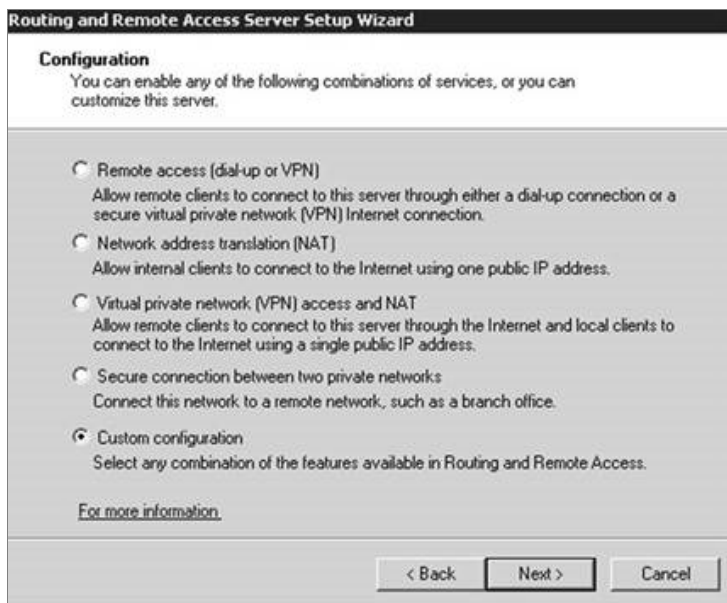 Routing and Remote Access Server Setup Wizard
Configuration
You can enable any of the following combinations of services, or you can
customize this server.
Remote access (dial-up or VPN)
Allow remote clients to connect to this server through either a dial-up connection or a
secure virtual private network (VPN) Internet connection.
Network address translation (NAT)
Allow internal clients to connect to the Internet using one public IP address.
Virtual private network (VPN) access and NAT
Allow remote clients to connect to this server through the Internet and local clients to
connect to the Internet using a single public IP address.
Secure connection between two private networks
Connect this network to a remote network, such as a branch office.
Custom configuration
Select any combination of the features available in Routing and Remote Access.
For more information
< Back Next > Cancel